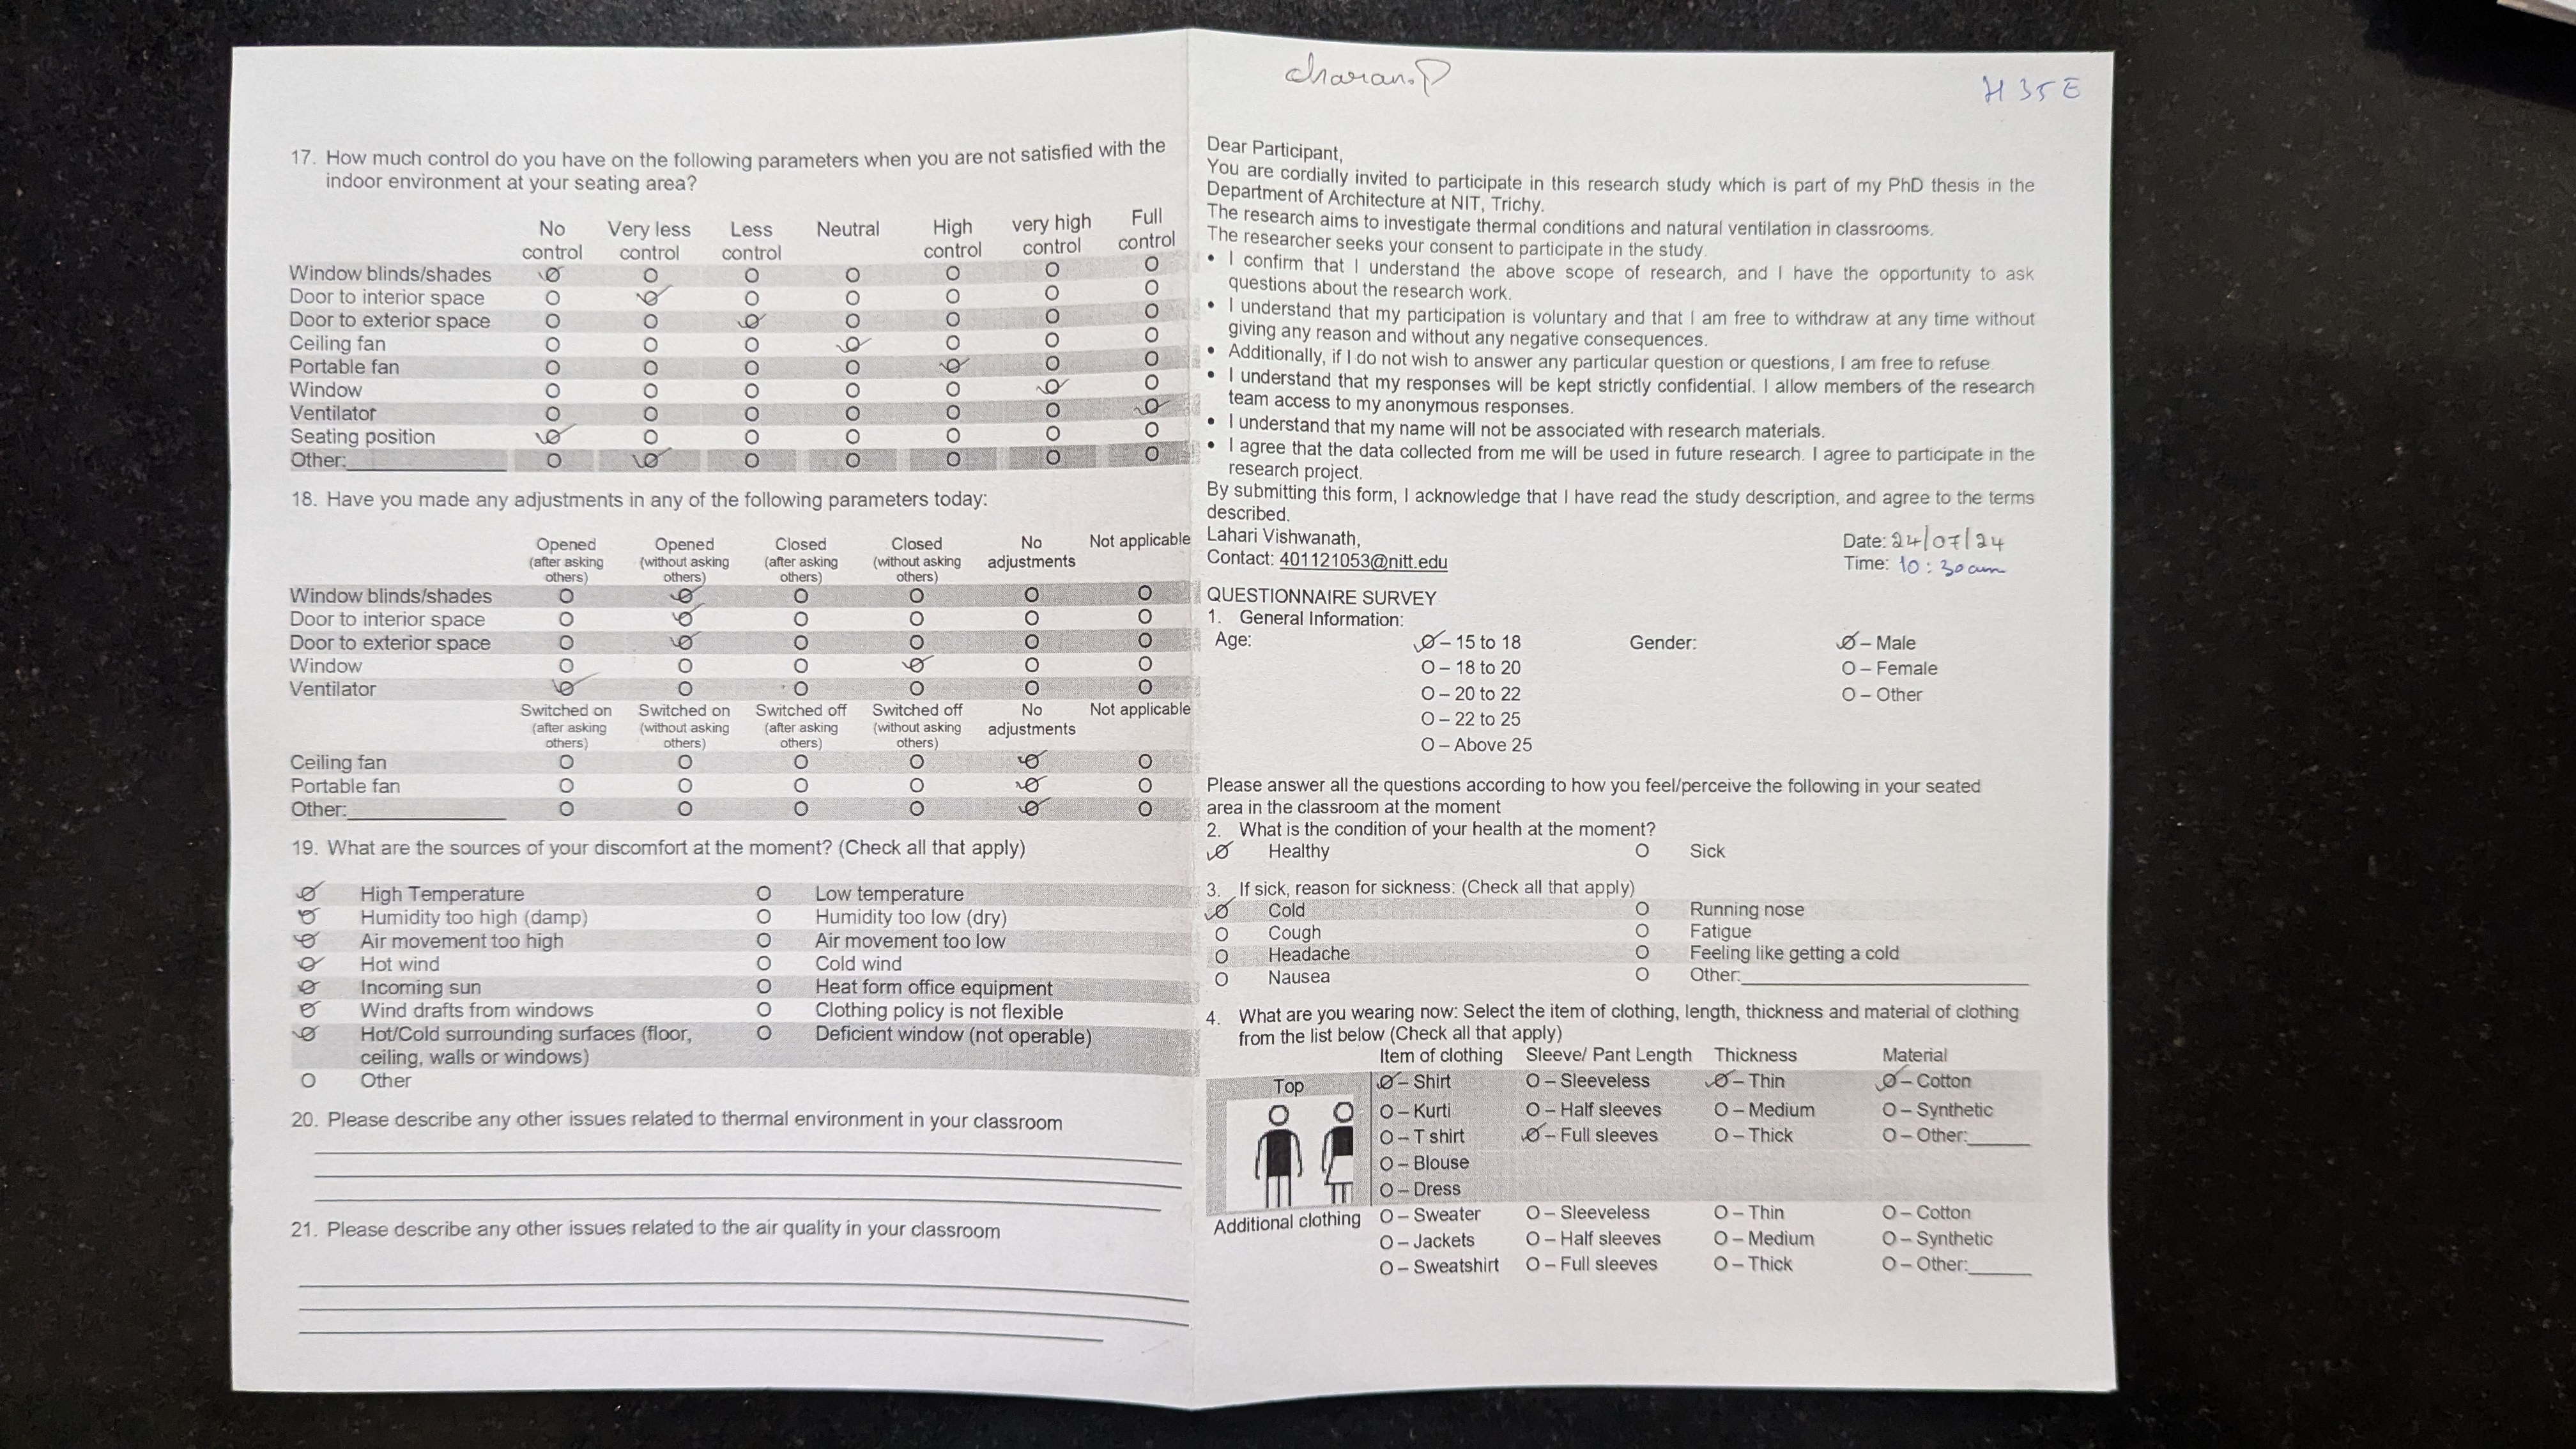 17. How much control do you have on the following parameters when you are not satisfied with the
indoor environment at your seating area?
No control Very less control Less control Neutral High control very high control Full control
Window blinds/shades O O O O O O O
Door to interior space O O O O O O O
Door to exterior space O O O O O O O
Ceiling fan O O O O O O O
Portable fan O O O O O O O
Window O O O O O O O
Ventilator O O O O O O O
Seating position O O O O O O O
Other: O O O O O O O
18. Have you made any adjustments in any of the following parameters today:
Opened (after asking others) Opened (without asking others) Closed (after asking others) Closed (without asking others) No adjustments Not applicable
Window blinds/shades O O O O O O
Door to interior space O O O O O O
Door to exterior space O O O O O O
Window O O O O O O
Ventilator O O O O O O
Switched on (after asking others) Switched on (without asking others) Switched off (after asking others) Switched off (without asking others) No adjustments Not applicable
Ceiling fan O O O O O O
Portable fan O O O O O O
Other: O O O O O O
19. What are the sources of your discomfort at the moment? (Check all that apply)
O High Temperature O Low temperature
O Humidity too high (damp) O Humidity too low (dry)
O Air movement too high O Air movement too low
O Hot wind O Cold wind
O Incoming sun O Heat form office equipment
O Wind drafts from windows O Clothing policy is not flexible
O Hot/Cold surrounding surfaces (floor, O Deficient window (not operable)
ceiling, walls or windows)
O Other
20. Please describe any other issues related to thermal environment in your classroom
21. Please describe any other issues related to the air quality in your classroom
charan.P
H 35 E
Dear Participant,
You are cordially invited to participate in this research study which is part of my PhD thesis in the
Department of Architecture at NIT, Trichy.
The research aims to investigate thermal conditions and natural ventilation in classrooms.
The researcher seeks your consent to participate in the study.
• I confirm that I understand the above scope of research, and I have the opportunity to ask
questions about the research work.
• I understand that my participation is voluntary and that I am free to withdraw at any time without
giving any reason and without any negative consequences.
• Additionally, if I do not wish to answer any particular question or questions, I am free to refuse.
• I understand that my responses will be kept strictly confidential. I allow members of the research
team access to my anonymous responses.
• I understand that my name will not be associated with research materials.
• I agree that the data collected from me will be used in future research. I agree to participate in the
research project.
By submitting this form, I acknowledge that I have read the study description, and agree to the terms
described.
Lahari Vishwanath, Date: 24/07/24
Contact: 401121053@nitt.edu Time: 10:30am
QUESTIONNAIRE SURVEY
1. General Information:
Age: O – 15 to 18 Gender: O – Male
O – 18 to 20 O – Female
O – 20 to 22 O – Other
O – 22 to 25
O – Above 25
Please answer all the questions according to how you feel/perceive the following in your seated
area in the classroom at the moment
2. What is the condition of your health at the moment?
O Healthy O Sick
3. If sick, reason for sickness: (Check all that apply)
O Cold O Running nose
O Cough O Fatigue
O Headache O Feeling like getting a cold
O Nausea O Other:
4. What are you wearing now: Select the item of clothing, length, thickness and material of clothing
from the list below (Check all that apply)
Item of clothing Sleeve/ Pant Length Thickness Material
Top O – Shirt O – Sleeveless O – Thin O – Cotton
O – Kurti O – Half sleeves O – Medium O – Synthetic
O – T shirt O – Full sleeves O – Thick O – Other:
O – Blouse
O – Dress
Additional clothing O – Sweater O – Sleeveless O – Thin O – Cotton
O – Jackets O – Half sleeves O – Medium O – Synthetic
O – Sweatshirt O – Full sleeves O – Thick O – Other: